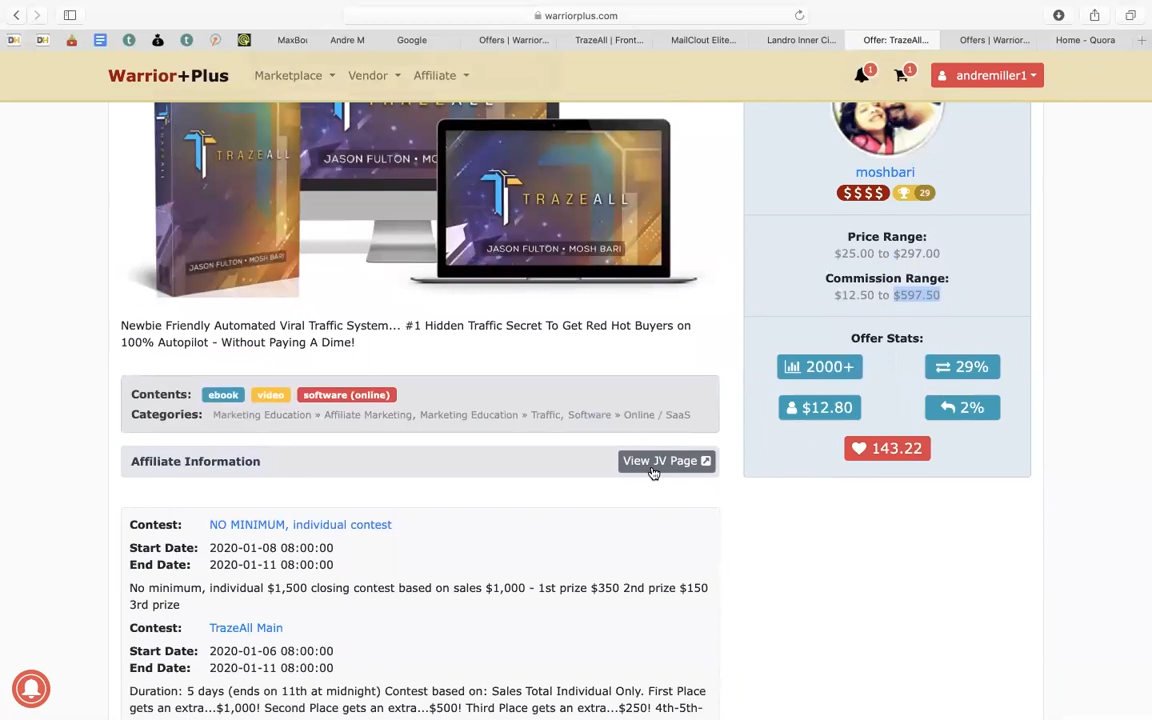 warriorplus.com
MaxBo
Andre M
Google
Offers | Warrior...
TrazeAll | Front...
MailClout Elite...
Landro Inner Ci...
Offer: TrazeAll...
Offers | Warrior...
Home - Quora
Warrior+Plus
Marketplace
Vendor
Affiliate
1
1
andremiller1
JASON FULTON • MO
TRAZEALL
JASON FULTON • MOSH BARI
TRAZEALL
JASON FULTON • MOSH BARI
moshbari
$$$$
29
Price Range:
$25.00 to $297.00
Commission Range:
$12.50 to $597.50
Offer Stats:
2000+
29%
$12.80
2%
143.22
Newbie Friendly Automated Viral Traffic System... #1 Hidden Traffic Secret To Get Red Hot Buyers on
100% Autopilot - Without Paying A Dime!
Contents: ebook video software (online)
Categories: Marketing Education » Affiliate Marketing, Marketing Education » Traffic, Software » Online / SaaS
Affiliate Information
View JV Page
Contest: NO MINIMUM, individual contest
Start Date: 2020-01-08 08:00:00
End Date: 2020-01-11 08:00:00
No minimum, individual $1,500 closing contest based on sales $1,000 - 1st prize $350 2nd prize $150
3rd prize
Contest: TrazeAll Main
Start Date: 2020-01-06 08:00:00
End Date: 2020-01-11 08:00:00
Duration: 5 days (ends on 11th at midnight) Contest based on: Sales Total Individual Only. First Place
gets an extra...$1,000! Second Place gets an extra...$500! Third Place gets an extra...$250! 4th-5th-